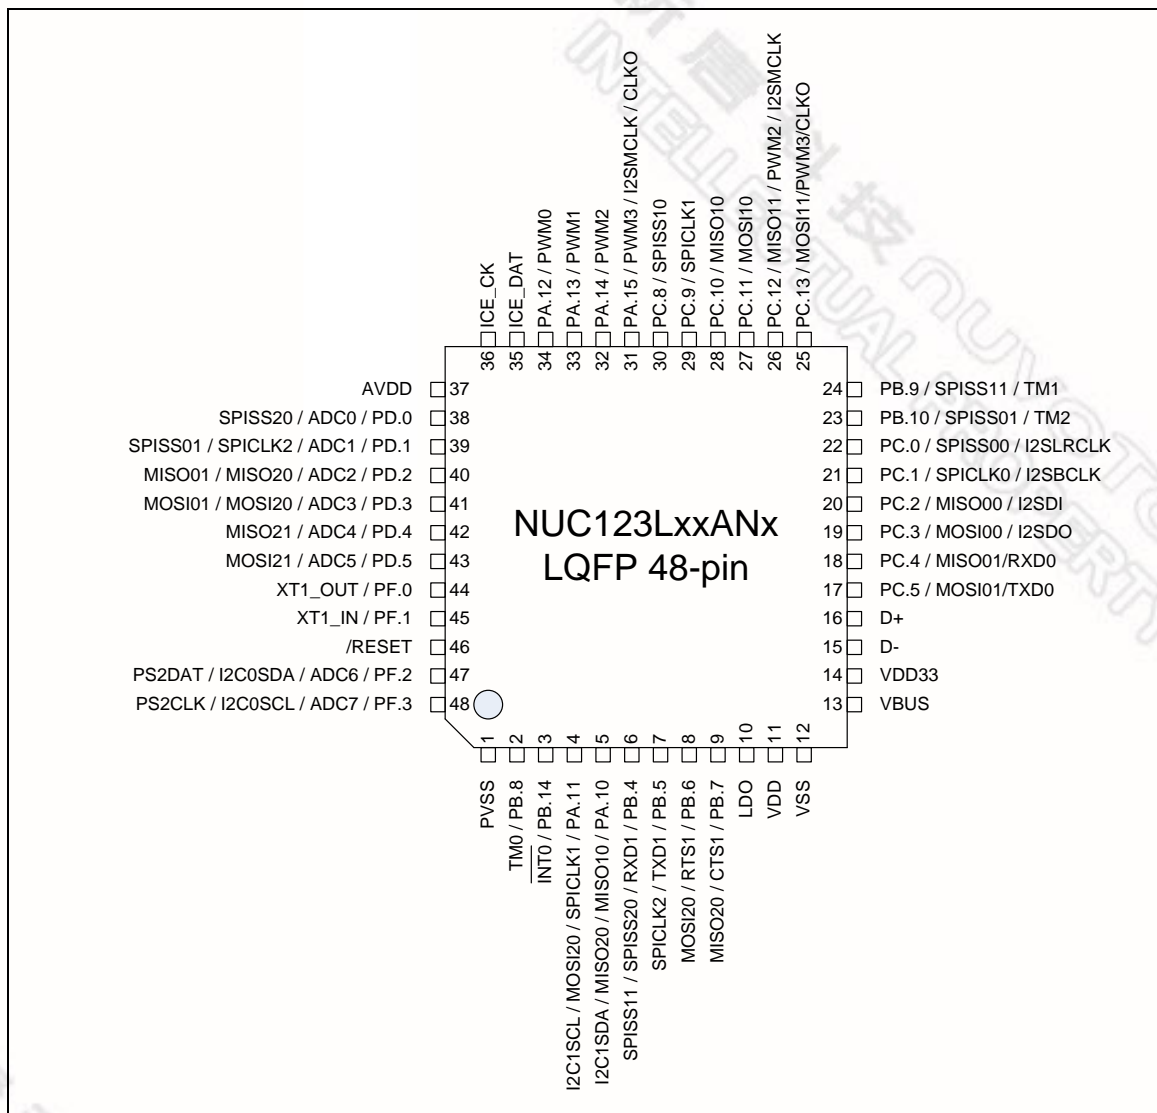 PC.12 / MISO11 / PWM2 / I2SMCLK
PC.13 / MOSI11/PWM3/CLKO
PA.15 / PWM3 / I2SMCLK / CLKO
ICE_CK
ICE_DAT
PA.12 / PWM0
PA.13 / PWM1
PA.14 / PWM2
PC.8 / SPISS10
PC.9 / SPICLK1
PC.10 / MISO10
PC.11 / MOSI10
36 35 34 33 32 31 30 29 28 27 26 25
AVDD 37
SPISS20 / ADC0 / PD.0 38
SPISS01 / SPICLK2 / ADC1 / PD.1 39
MISO01 / MISO20 / ADC2 / PD.2 40
MOSI01 / MOSI20 / ADC3 / PD.3 41
MISO21 / ADC4 / PD.4 42
MOSI21 / ADC5 / PD.5 43
XT1_OUT / PF.0 44
XT1_IN / PF.1 45
/RESET 46
PS2DAT / I2C0SDA / ADC6 / PF.2 47
PS2CLK / I2C0SCL / ADC7 / PF.3 48
NUC123LxxANx
LQFP 48-pin
24 PB.9 / SPISS11 / TM1
23 PB.10 / SPISS01 / TM2
22 PC.0 / SPISS00 / I2SLRCLK
21 PC.1 / SPICLK0 / I2SBCLK
20 PC.2 / MISO00 / I2SDI
19 PC.3 / MOSI00 / I2SDO
18 PC.4 / MISO01/RXD0
17 PC.5 / MOSI01/TXD0
16 D+
15 D-
14 VDD33
13 VBUS
1 2 3 4 5 6 7 8 9 10 11 12
PVSS
TM0 / PB.8
INT0 / PB.14
I2C1SCL / MOSI20 / SPICLK1 / PA.11
I2C1SDA / MISO20 / MISO10 / PA.10
SPISS11 / SPISS20 / RXD1 / PB.4
SPICLK2 / TXD1 / PB.5
MOSI20 / RTS1 / PB.6
MISO20 / CTS1 / PB.7
LDO
VDD
VSS
唐科技 nuvoTon
INTELLECTUAL PROPERTY